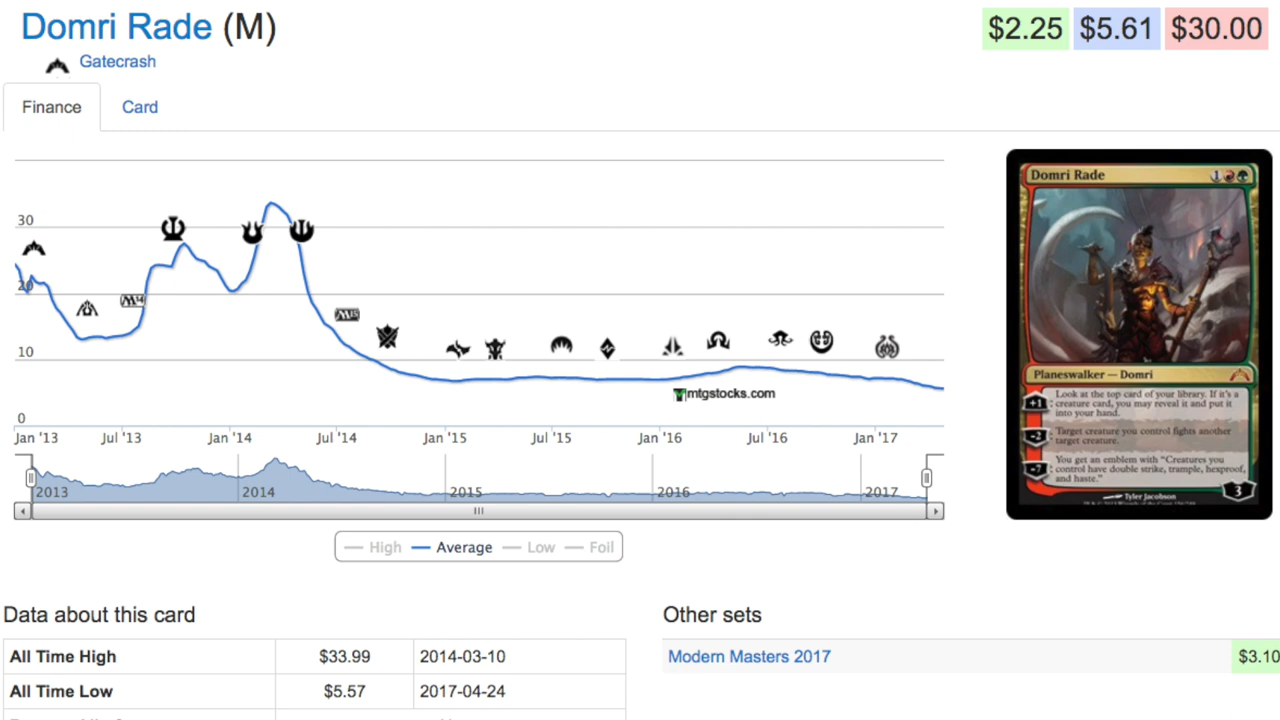 Domri Rade (M)
$2.25 $5.61 $30.00
Gatecrash
Finance Card
30
20
10
0
M14
M15
mtgstocks.com
Jan '13 Jul '13 Jan '14 Jul '14 Jan '15 Jul '15 Jan '16 Jul '16 Jan '17
2013 2014 2015 2016 2017
High Average Low Foil
Domri Rade 1
Planeswalker — Domri
+1: Look at the top card of your library. If it's a
creature card, you may reveal it and put it
into your hand.
-2: Target creature you control fights another
target creature.
-7: You get an emblem with "Creatures you
control have double strike, trample, hexproof,
and haste."
Tyler Jacobson
3
Data about this card
All Time High $33.99 2014-03-10
All Time Low $5.57 2017-04-24
Other sets
Modern Masters 2017 $3.10